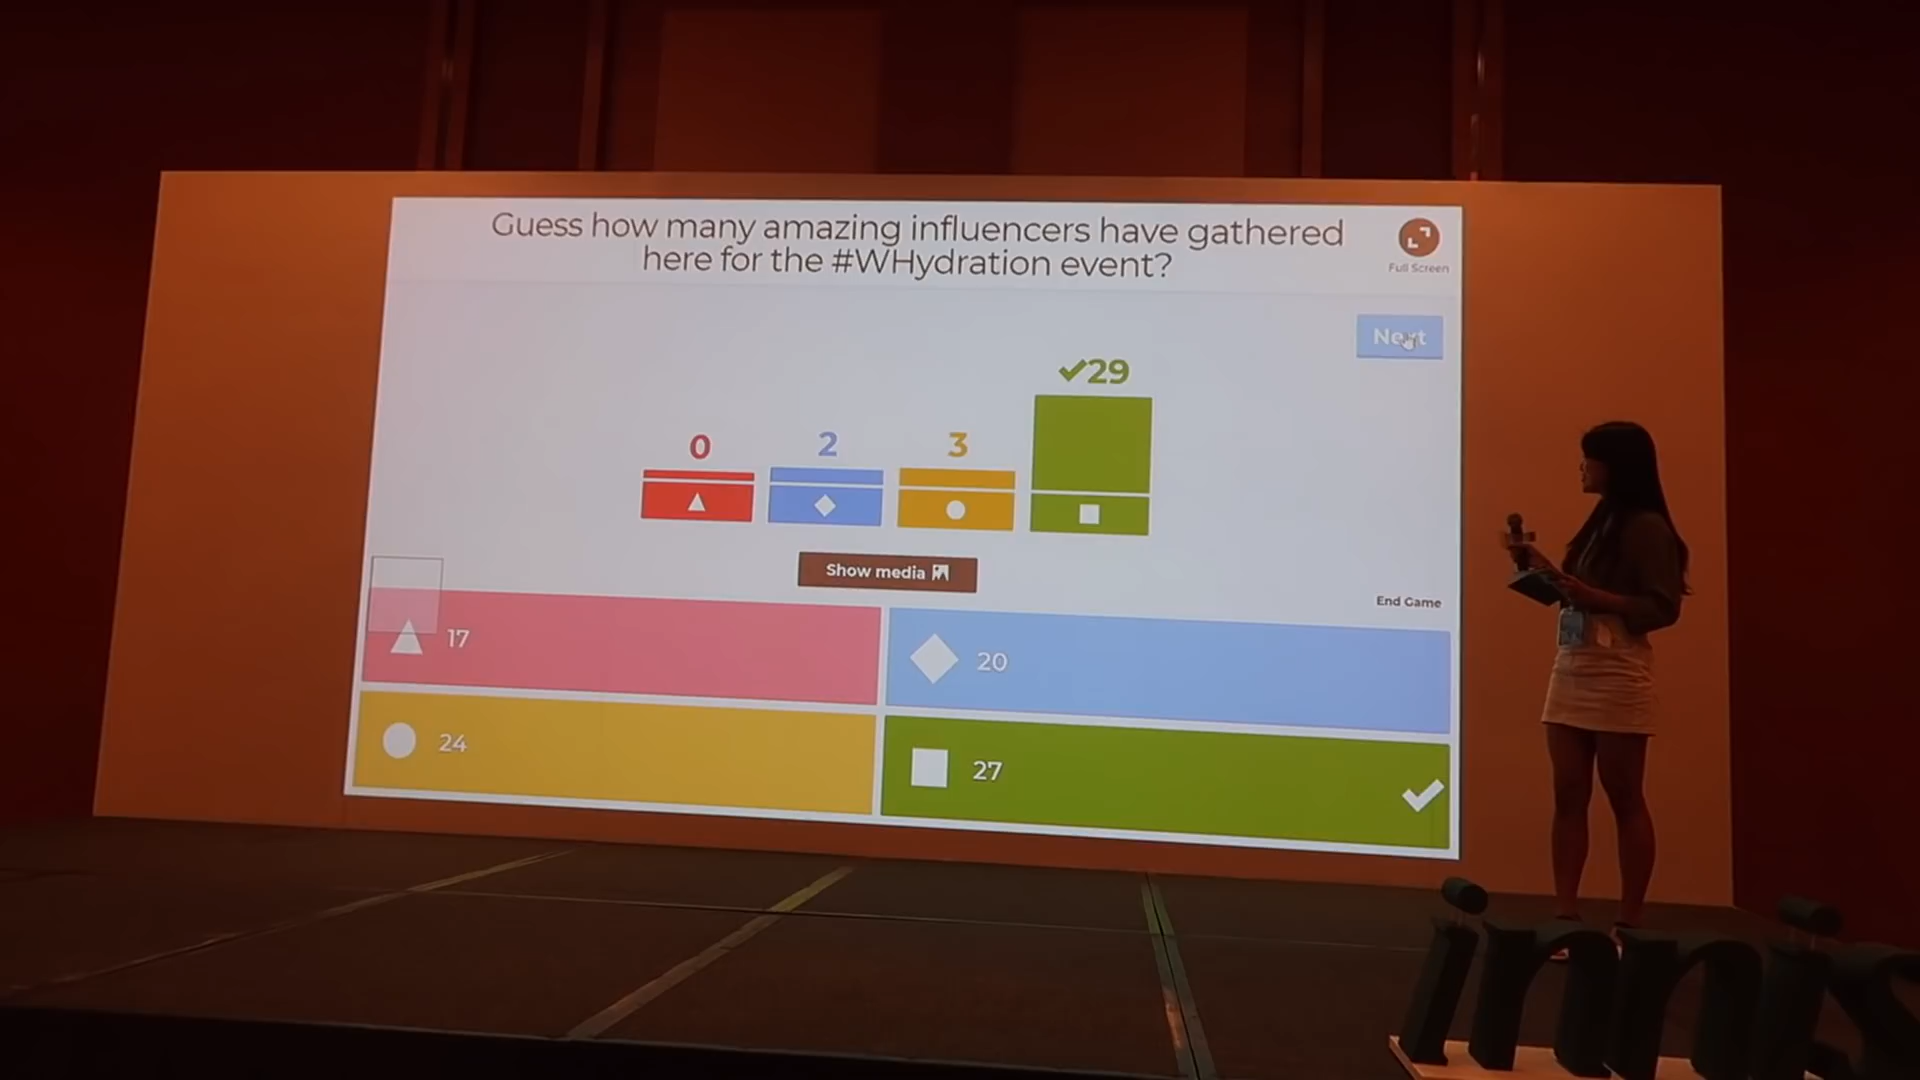 Guess how many amazing influencers have gathered
here for the #WHydration event?
Full Screen
Next
29
0
2
3
Show media
End Game
17
20
24
27